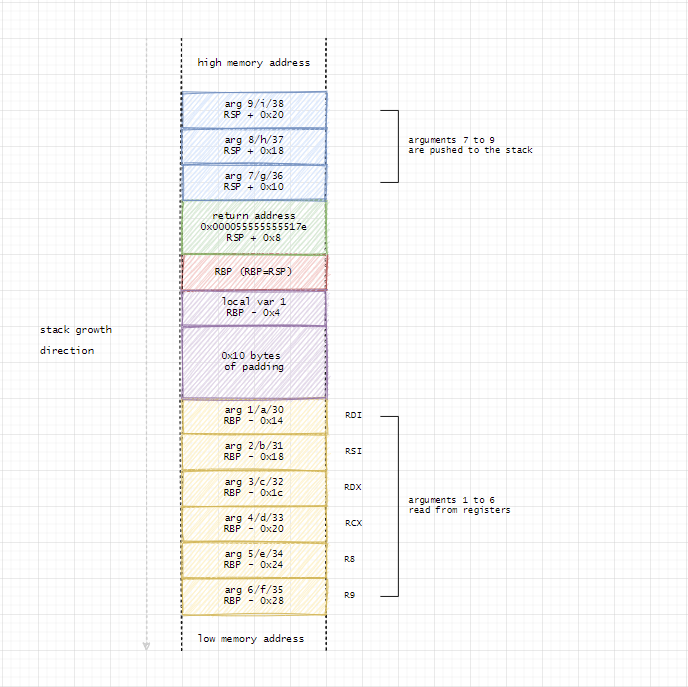 high memory address
arg 9/i/38
RSP + 0x20
arg 8/h/37
RSP + 0x18
arg 7/g/36
RSP + 0x10
arguments 7 to 9
are pushed to the stack
return address
0x000055555555517e
RSP + 0x8
RBP (RBP=RSP)
local var 1
RBP - 0x4
stack growth
direction
0x10 bytes
of padding
arg 1/a/30
RBP - 0x14
RDI
arg 2/b/31
RBP - 0x18
RSI
arg 3/c/32
RBP - 0x1c
RDX
arg 4/d/33
RBP - 0x20
RCX
arg 5/e/34
RBP - 0x24
R8
arg 6/f/35
RBP - 0x28
R9
arguments 1 to 6
read from registers
low memory address